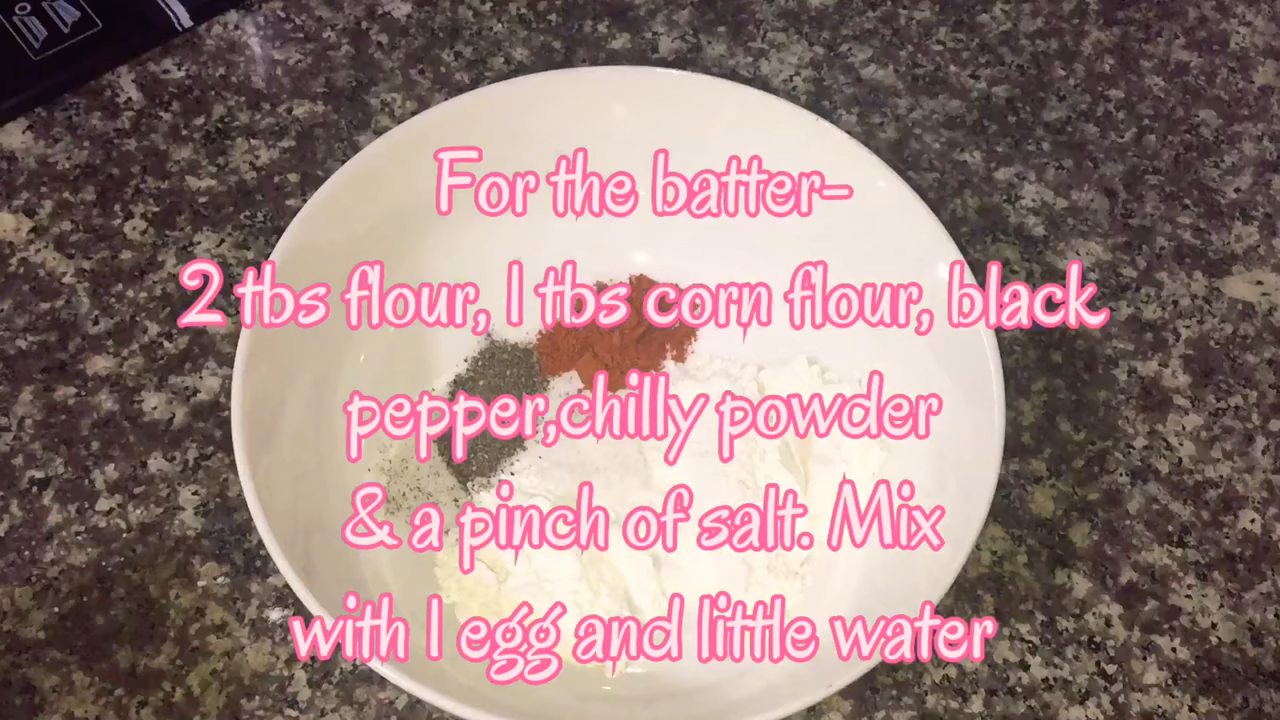 For the batter-
2 tbs flour, 1 tbs corn flour, black
pepper,chilly powder
& a pinch of salt. Mix
with 1 egg and little water